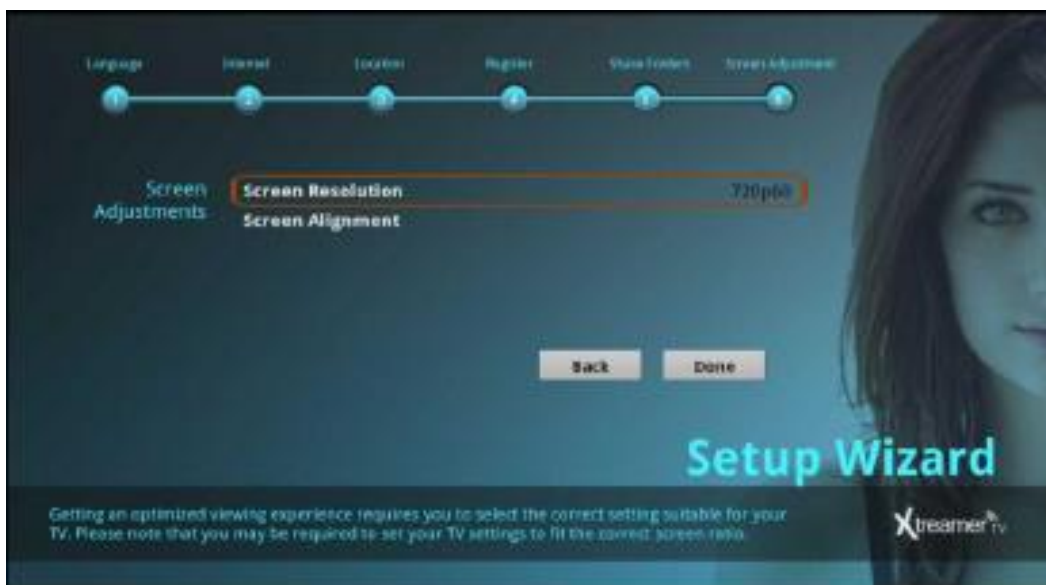 Language Internet Location Register Share Folders Screen Adjustment
1 2 3 4 5 6
Screen
Adjustments
Screen Resolution 720p60
Screen Alignment
Back Done
Setup Wizard
Getting an optimized viewing experience requires you to select the correct setting suitable for your
TV. Please note that you may be required to set your TV settings to fit the correct screen ratio.
Xtreamer TV